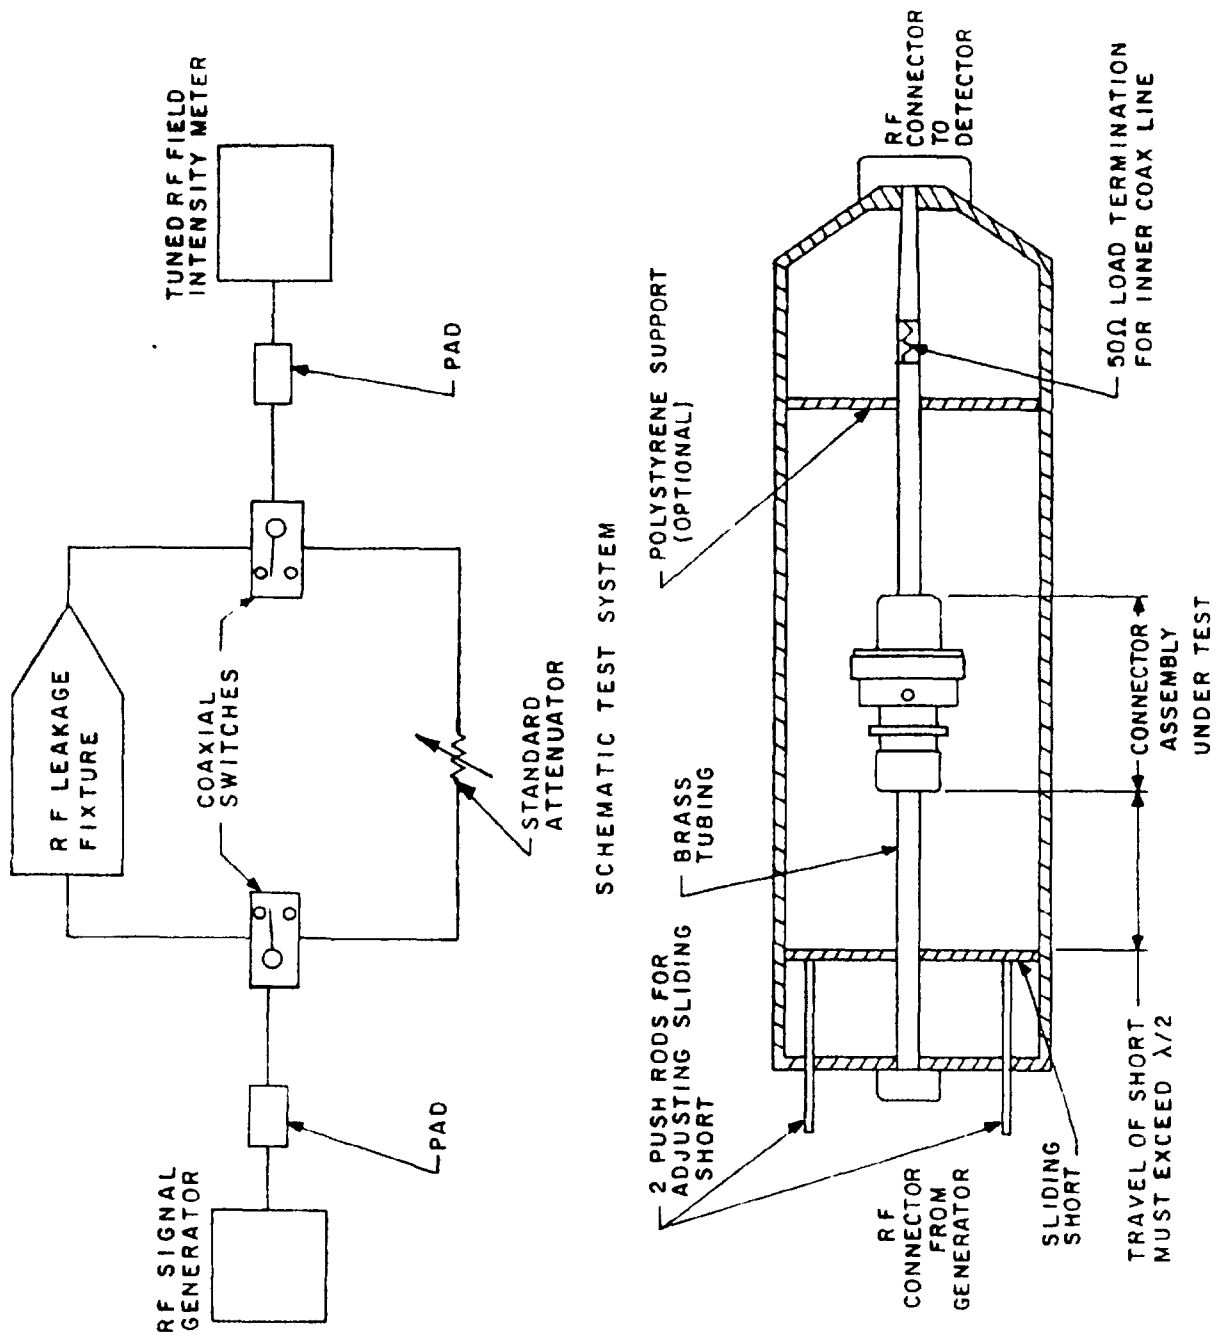 RF SIGNAL
GENERATOR
PAD
RF LEAKAGE
FIXTURE
COAXIAL
SWITCHES
STANDARD
ATTENUATOR
PAD
TUNED RF FIELD
INTENSITY METER
SCHEMATIC TEST SYSTEM
2 PUSH RODS FOR
ADJUSTING SLIDING
SHORT
BRASS
TUBING
POLYSTYRENE SUPPORT
(OPTIONAL)
RF
CONNECTOR
FROM
GENERATOR
RF
CONNECTOR
TO
DETECTOR
SLIDING
SHORT
TRAVEL OF SHORT
MUST EXCEED λ/2
CONNECTOR
ASSEMBLY
UNDER TEST
50Ω LOAD TERMINATION
FOR INNER COAX LINE